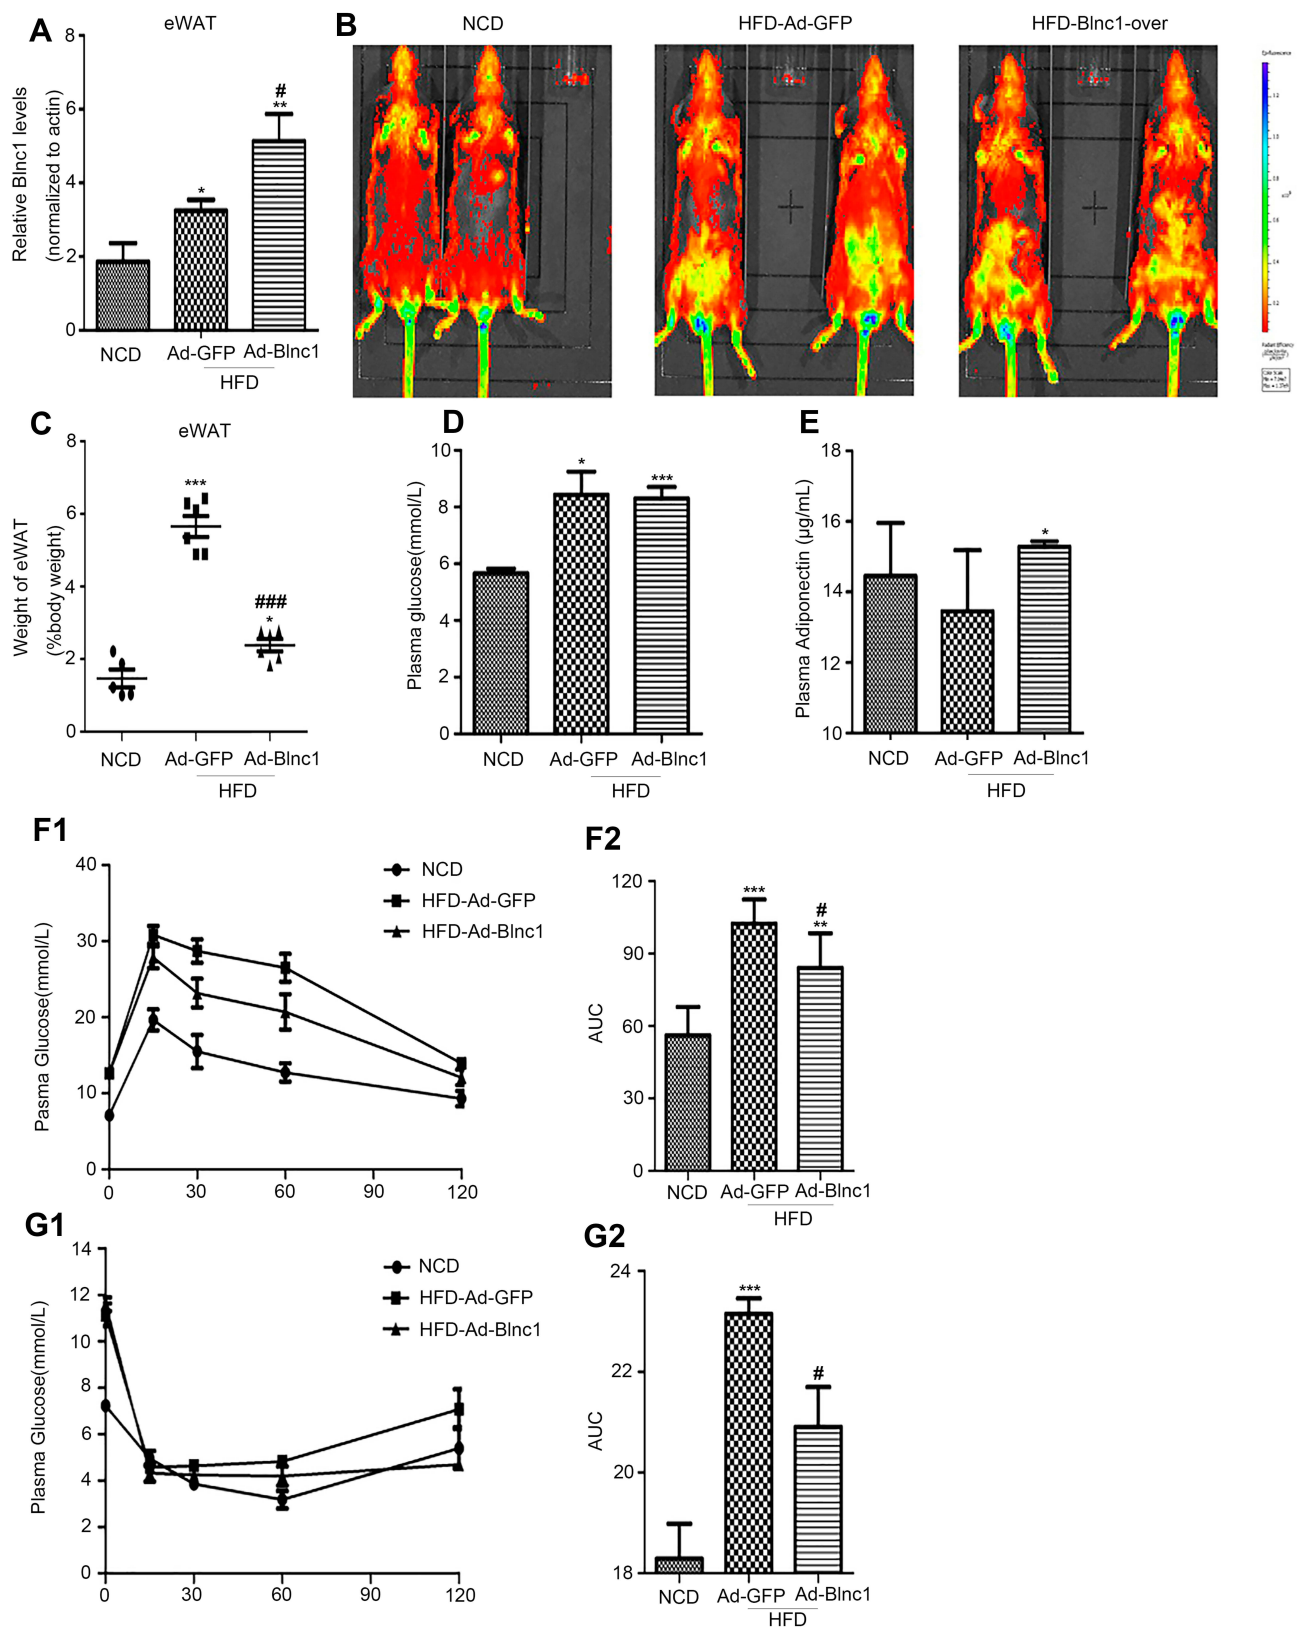 A
eWAT
Relative Blnc1 levels
(normalized to actin)
8
6
4
2
0
*
#
**
NCD
Ad-GFP
Ad-Blnc1
HFD
B
NCD
HFD-Ad-GFP
HFD-Blnc1-over
C
eWAT
Weight of eWAT
(%body weight)
8
6
4
2
0
***
###
*
NCD
Ad-GFP
Ad-Blnc1
HFD
D
Plasma glucose(mmol/L)
10
8
6
4
2
0
*
***
NCD
Ad-GFP
Ad-Blnc1
HFD
E
Plasma Adiponectin (µg/mL)
18
16
14
12
10
*
NCD
Ad-GFP
Ad-Blnc1
HFD
F1
Pasma Glucose(mmol/L)
40
30
20
10
0
0 30 60 90 120
NCD
HFD-Ad-GFP
HFD-Ad-Blnc1
F2
AUC
120
90
60
30
0
***
#
**
NCD
Ad-GFP
Ad-Blnc1
HFD
G1
Plasma Glucose(mmol/L)
14
12
10
8
6
4
2
0
0 30 60 90 120
NCD
HFD-Ad-GFP
HFD-Ad-Blnc1
G2
AUC
24
22
20
18
***
#
NCD
Ad-GFP
Ad-Blnc1
HFD